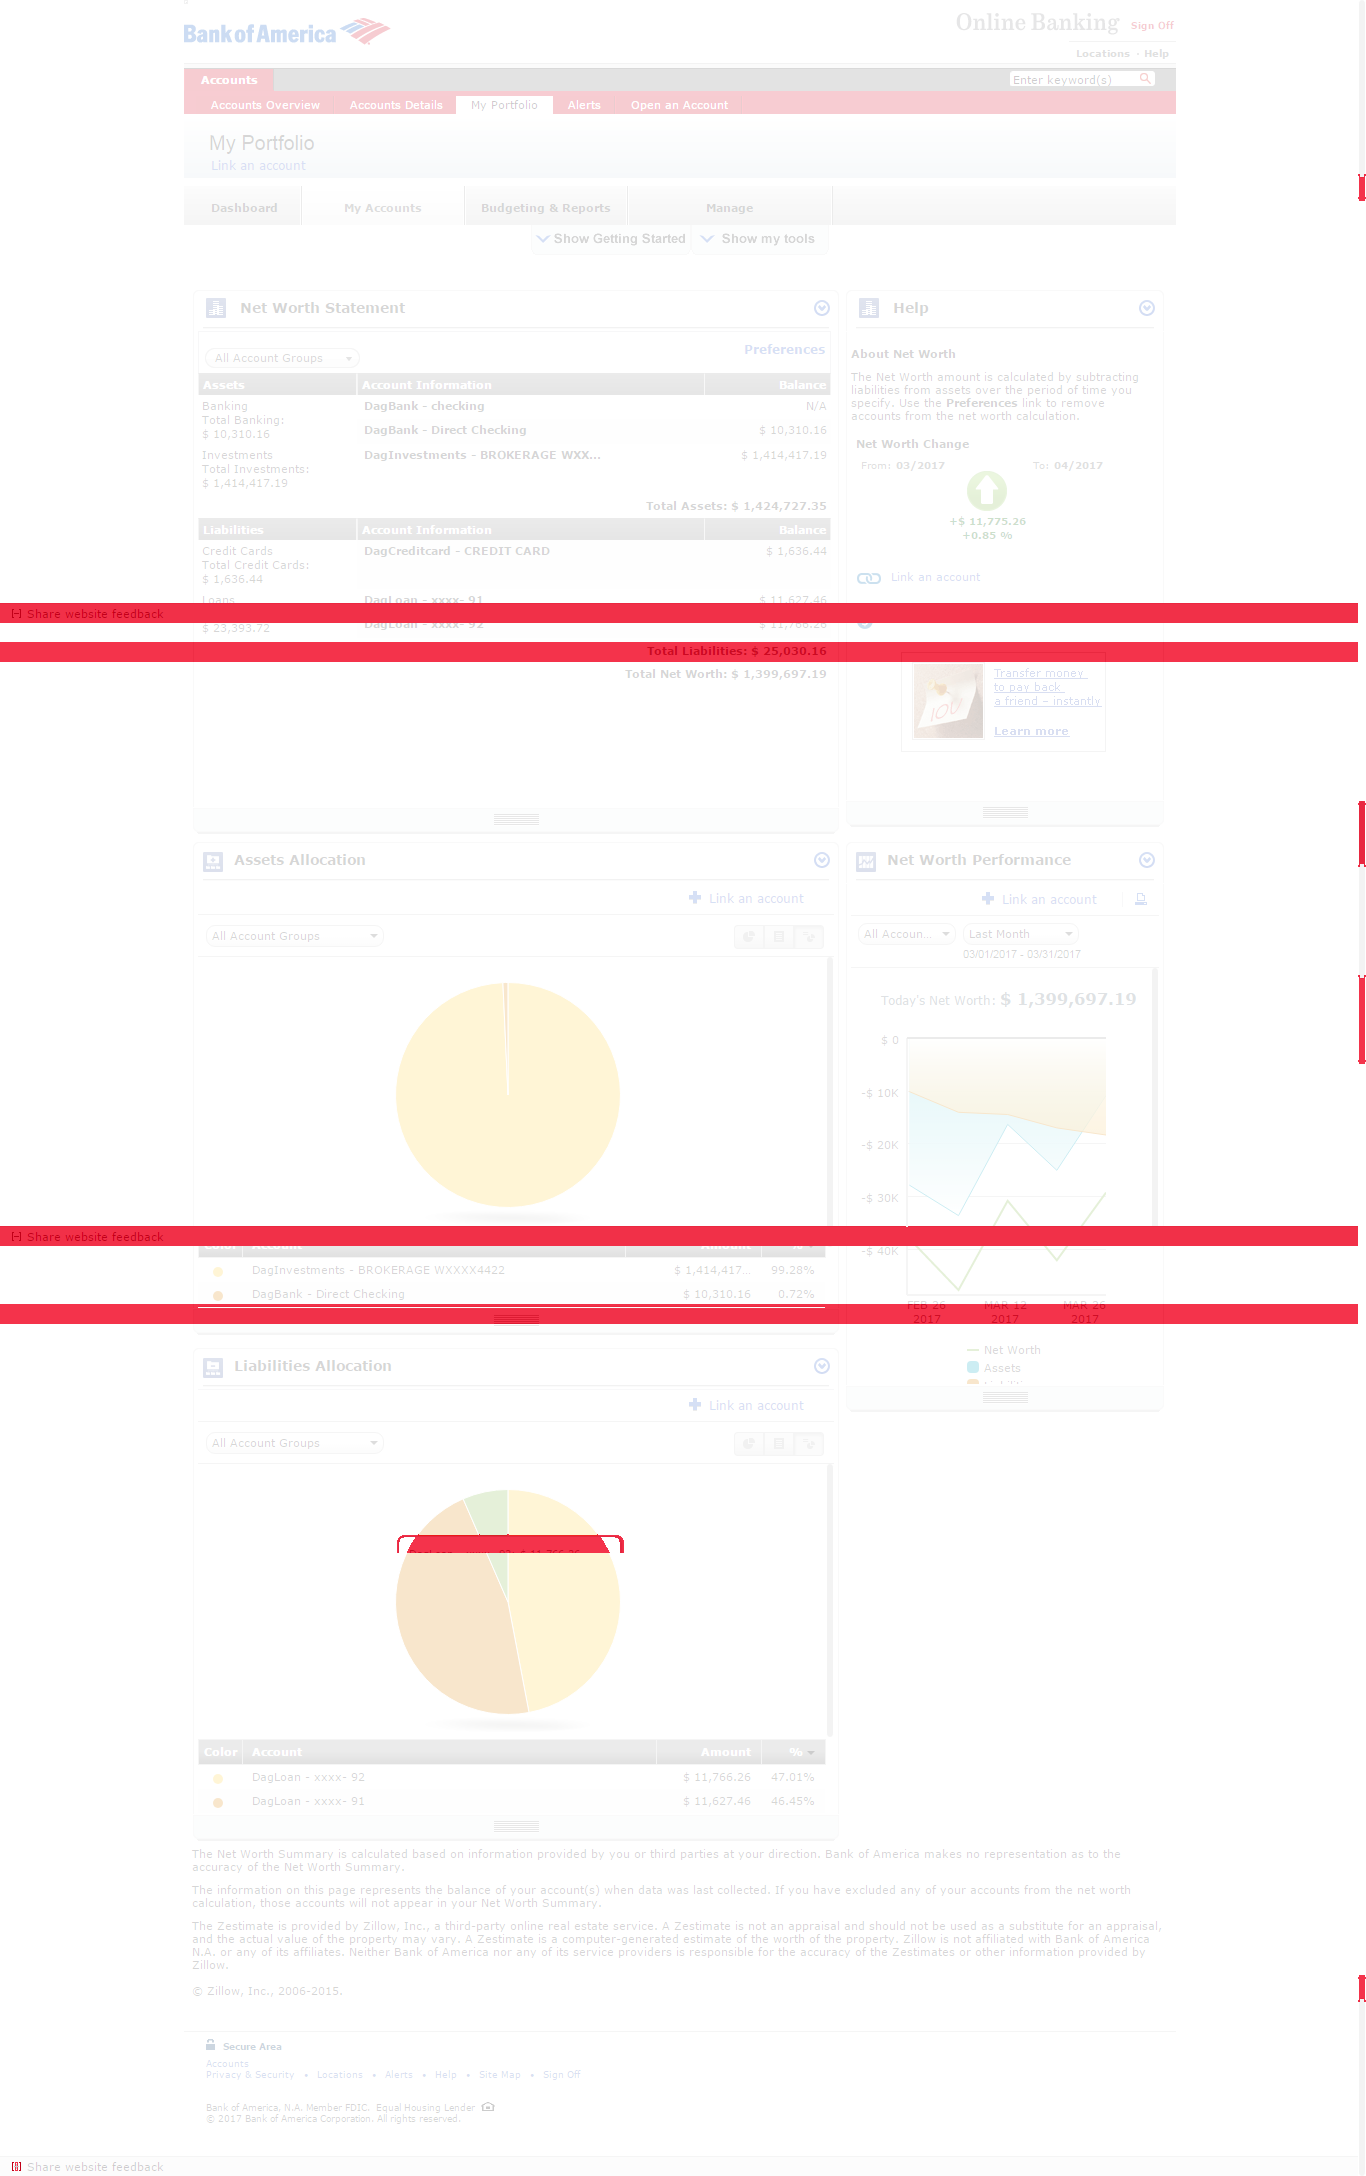 Bank of America
Online Banking Sign Off
Locations · Help
Accounts
Enter keyword(s)
Accounts Overview Accounts Details My Portfolio Alerts Open an Account
My Portfolio
Link an account
Dashboard My Accounts Budgeting & Reports Manage
Show Getting Started Show my tools
Net Worth Statement
Preferences
All Account Groups
Assets Account Information Balance
Banking DagBank - checking N/A
Total Banking:
$ 10,310.16
DagBank - Direct Checking $ 10,310.16
Investments DagInvestments - BROKERAGE WXX... $ 1,414,417.19
Total Investments:
$ 1,414,417.19
Total Assets: $ 1,424,727.35
Liabilities Account Information Balance
Credit Cards DagCreditcard - CREDIT CARD $ 1,636.44
Total Credit Cards:
$ 1,636.44
Loans DagLoan - xxxx- 91 $ 11,627.46
Share website feedback
$ 23,393.72
DagLoan - xxxx- 92 $ 11,766.26
Total Liabilities: $ 25,030.16
Total Net Worth: $ 1,399,697.19
Help
About Net Worth
The Net Worth amount is calculated by subtracting
liabilities from assets over the period of time you
specify. Use the Preferences link to remove
accounts from the net worth calculation.
Net Worth Change
From: 03/2017 To: 04/2017
+$ 11,775.26
+0.85 %
Link an account
IOU
Transfer money
to pay back
a friend – instantly
Learn more
Assets Allocation
Link an account
All Account Groups
Share website feedback
Color Account Amount %
DagInvestments - BROKERAGE WXXXX4422 $ 1,414,417... 99.28%
DagBank - Direct Checking $ 10,310.16 0.72%
Net Worth Performance
Link an account
All Accoun... Last Month
03/01/2017 - 03/31/2017
Today's Net Worth: $ 1,399,697.19
$ 0
-$ 10K
-$ 20K
-$ 30K
-$ 40K
FEB 26 MAR 12 MAR 26
2017 2017 2017
Net Worth
Assets
Liabilities Allocation
Link an account
All Account Groups
DagLoan - xxxx- 92: $ 11,766.26
Color Account Amount %
DagLoan - xxxx- 92 $ 11,766.26 47.01%
DagLoan - xxxx- 91 $ 11,627.46 46.45%
The Net Worth Summary is calculated based on information provided by you or third parties at your direction. Bank of America makes no representation as to the
accuracy of the Net Worth Summary.
The information on this page represents the balance of your account(s) when data was last collected. If you have excluded any of your accounts from the net worth
calculation, those accounts will not appear in your Net Worth Summary.
The Zestimate is provided by Zillow, Inc., a third-party online real estate service. A Zestimate is not an appraisal and should not be used as a substitute for an appraisal,
and the actual value of the property may vary. A Zestimate is a computer-generated estimate of the worth of the property. Zillow is not affiliated with Bank of America
N.A. or any of its affiliates. Neither Bank of America nor any of its service providers is responsible for the accuracy of the Zestimates or other information provided by
Zillow.
© Zillow, Inc., 2006-2015.
Secure Area
Accounts
Privacy & Security • Locations • Alerts • Help • Site Map • Sign Off
Bank of America, N.A. Member FDIC. Equal Housing Lender
© 2017 Bank of America Corporation. All rights reserved.
Share website feedback